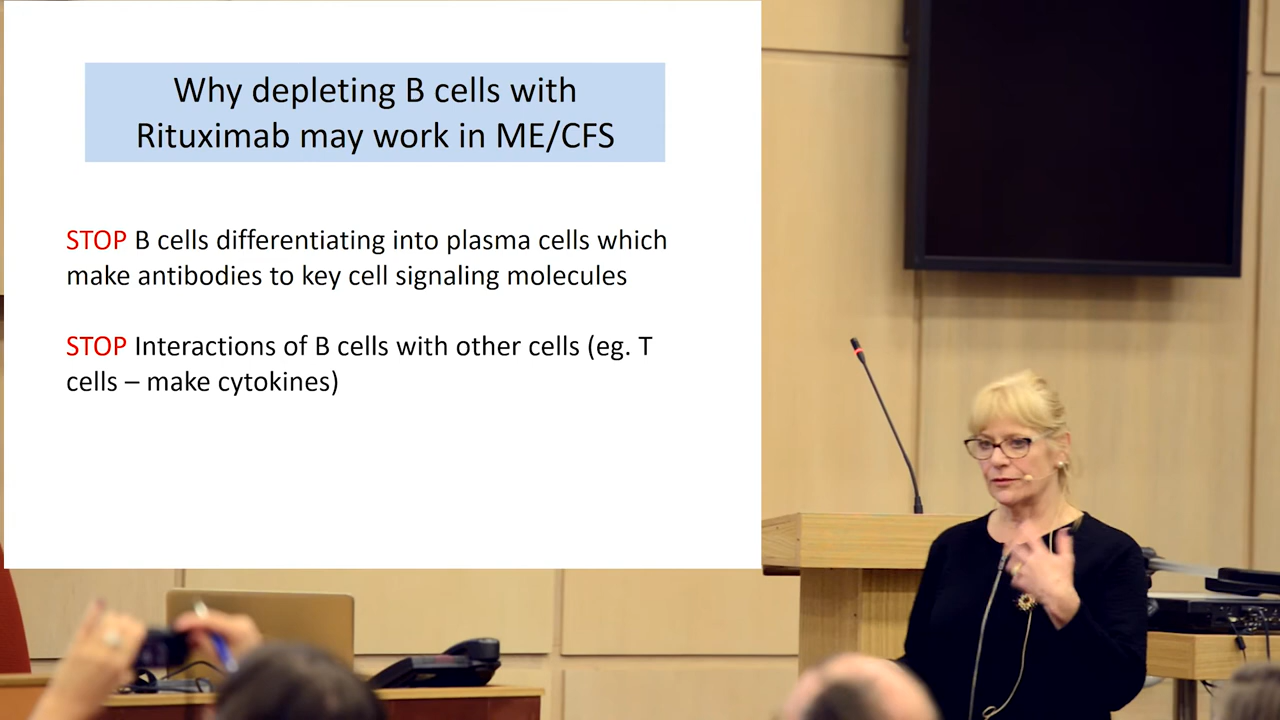 Why depleting B cells with
Rituximab may work in ME/CFS
STOP B cells differentiating into plasma cells which
make antibodies to key cell signaling molecules
STOP Interactions of B cells with other cells (eg. T
cells – make cytokines)